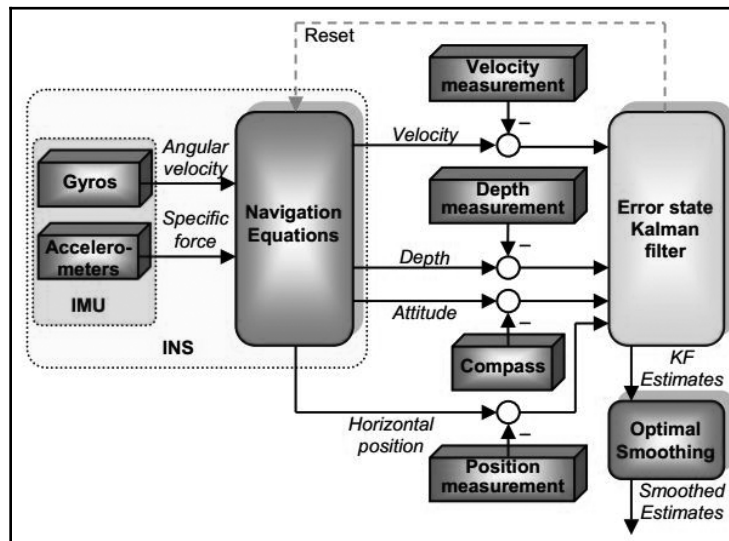 Reset
Velocity
measurement
Angular
velocity
Velocity
Gyros
Navigation
Equations
Depth
measurement
Error state
Kalman
filter
Specific
force
Accelero-
meters
Depth
Attitude
IMU
INS
Compass
KF
Estimates
Horizontal
position
Optimal
Smoothing
Position
measurement
Smoothed
Estimates